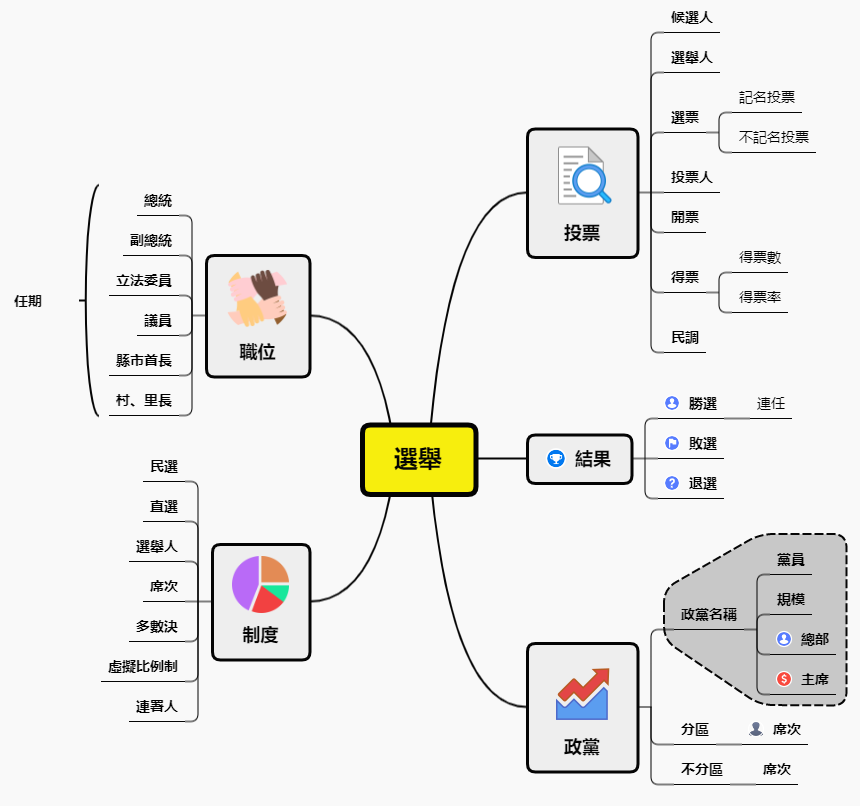 選舉
投票
候選人
選舉人
選票
記名投票
不記名投票
投票人
開票
得票
得票數
得票率
民調
結果
勝選
連任
敗選
退選
政黨
政黨名稱
黨員
規模
總部
主席
分區
席次
不分區
席次
職位
總統
副總統
立法委員
議員
縣市首長
村、里長
任期
制度
民選
直選
選舉人
席次
多數決
虛擬比例制
連署人